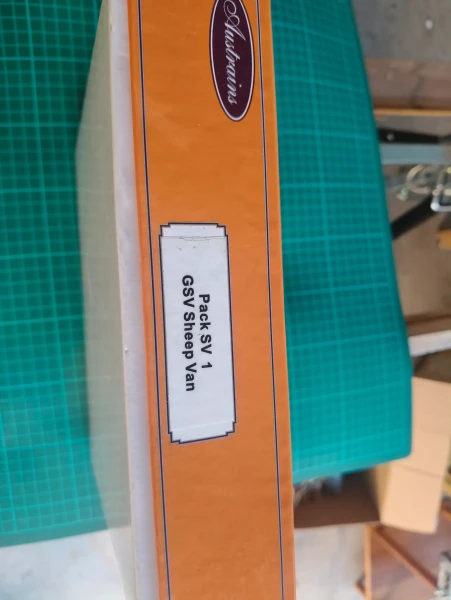 Austrains
Pack SV 1
GSV Sheep Van